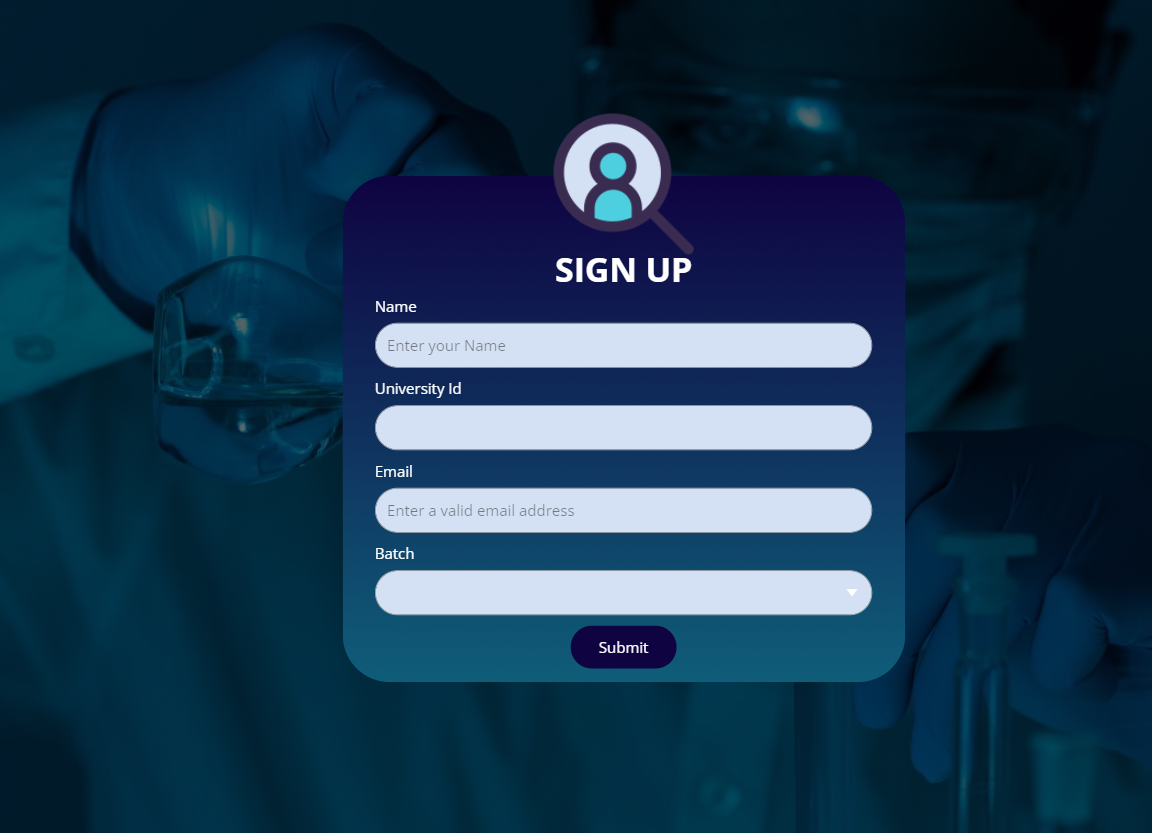 SIGN UP
Name
Enter your Name
University Id
Email
Enter a valid email address
Batch
Submit